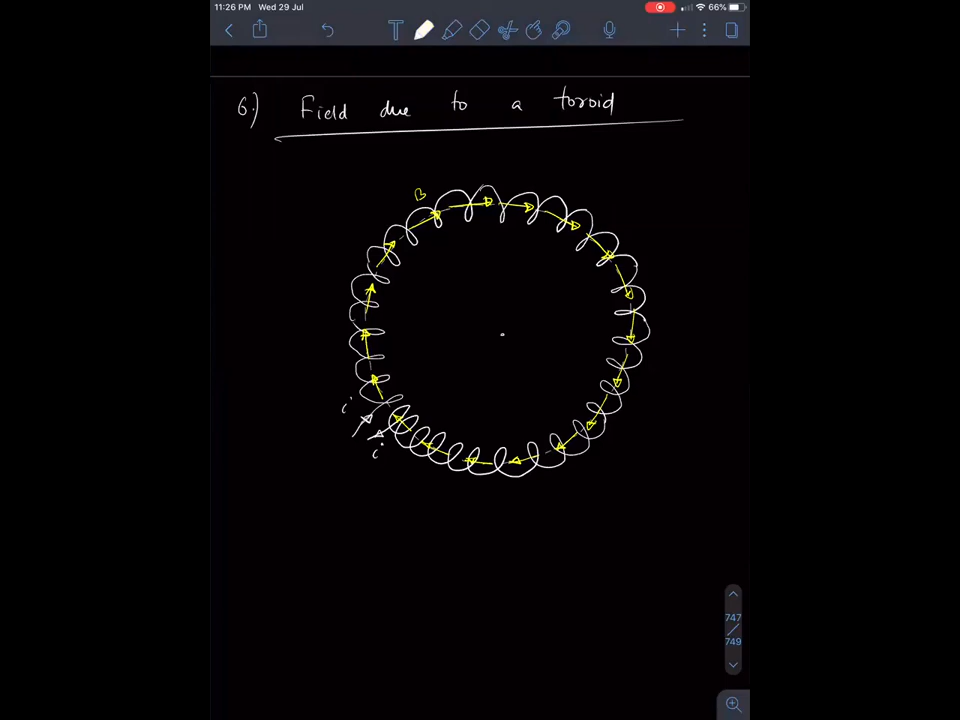 11:26 PM Wed 29 Jul
66%
T
6.) Field due to a toroid
B
i
i
747
749